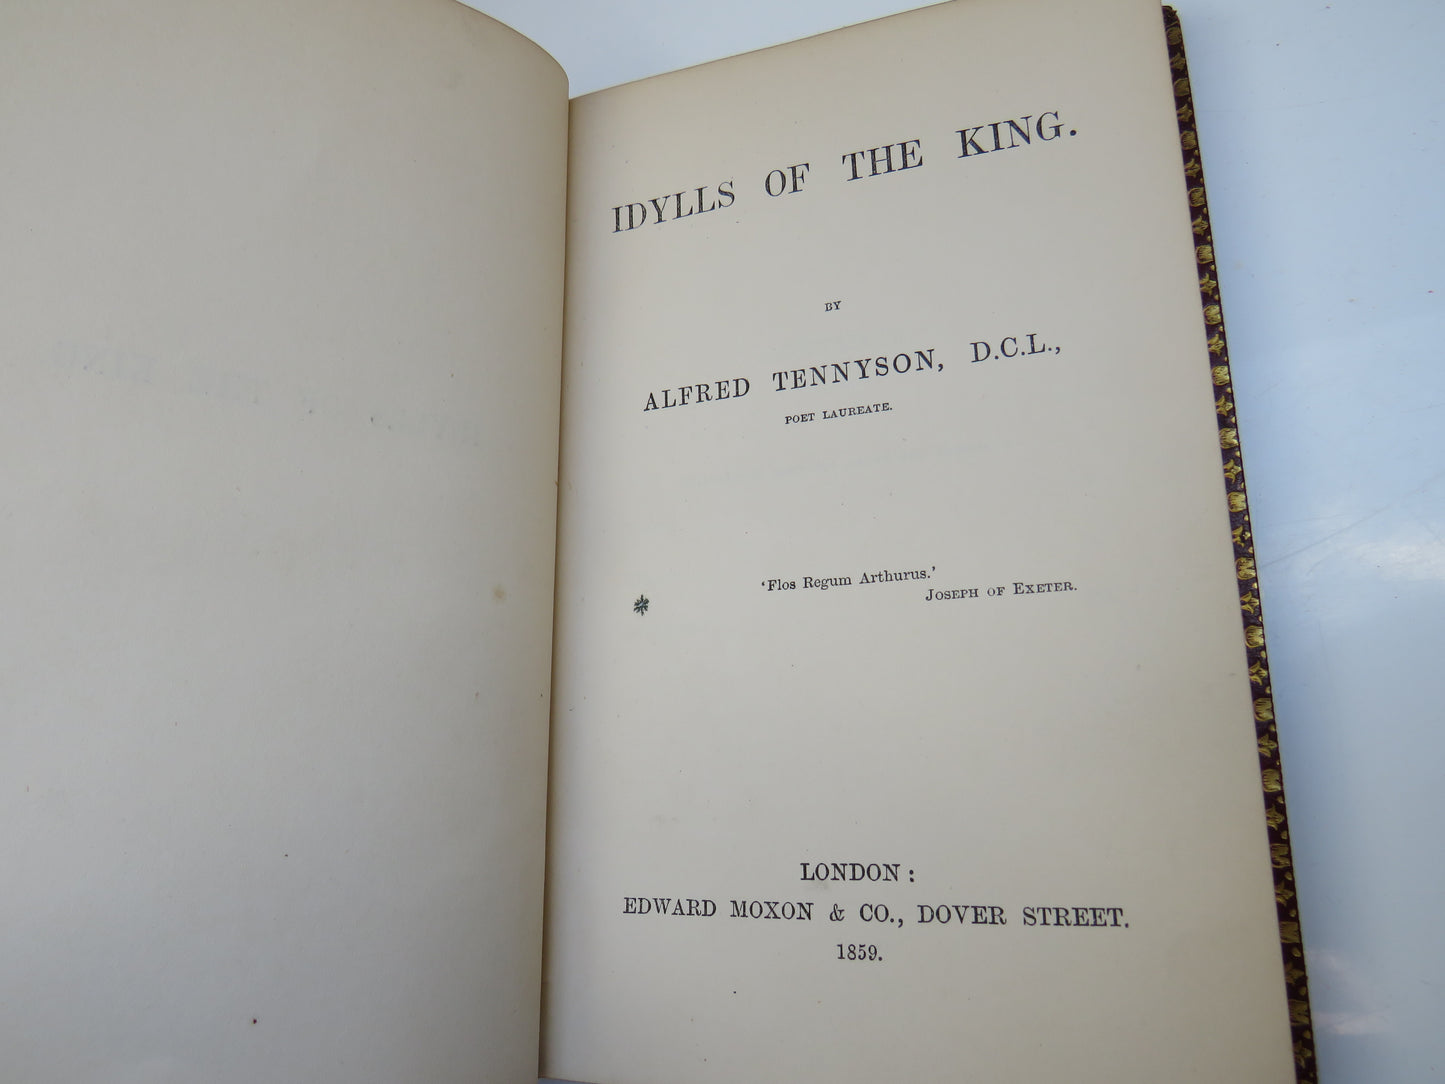 IDYLLS OF THE KING.
BY
ALFRED TENNYSON, D.C.L.,
POET LAUREATE.
‘Flos Regum Arthurus.’
JOSEPH OF EXETER.
LONDON :
EDWARD MOXON & CO., DOVER STREET.
1859.